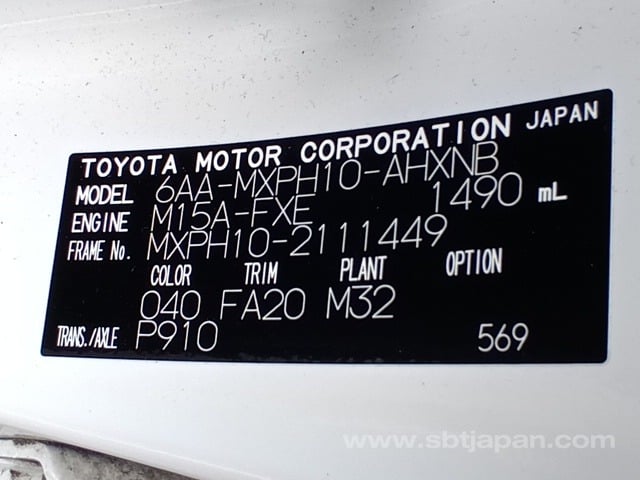 TOYOTA MOTOR CORPORATION JAPAN
MODEL 6AA-MXPH10-AHXNB
ENGINE M15A-FXE 1490 mL
FRAME No. MXPH10-2111449
COLOR TRIM PLANT OPTION
040 FA20 M32
TRANS./AXLE P910 569
www.sbtjapan.com